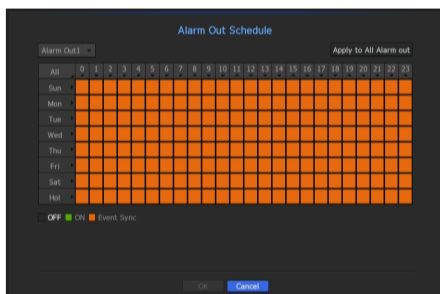 Alarm Out Schedule
Alarm Out1 Apply to All Alarm out
All 0 1 2 3 4 5 6 7 8 9 10 11 12 13 14 15 16 17 18 19 20 21 22 23
Sun
Mon
Tue
Wed
Thu
Fri
Sat
Hol
OFF ON Event Sync
OK Cancel